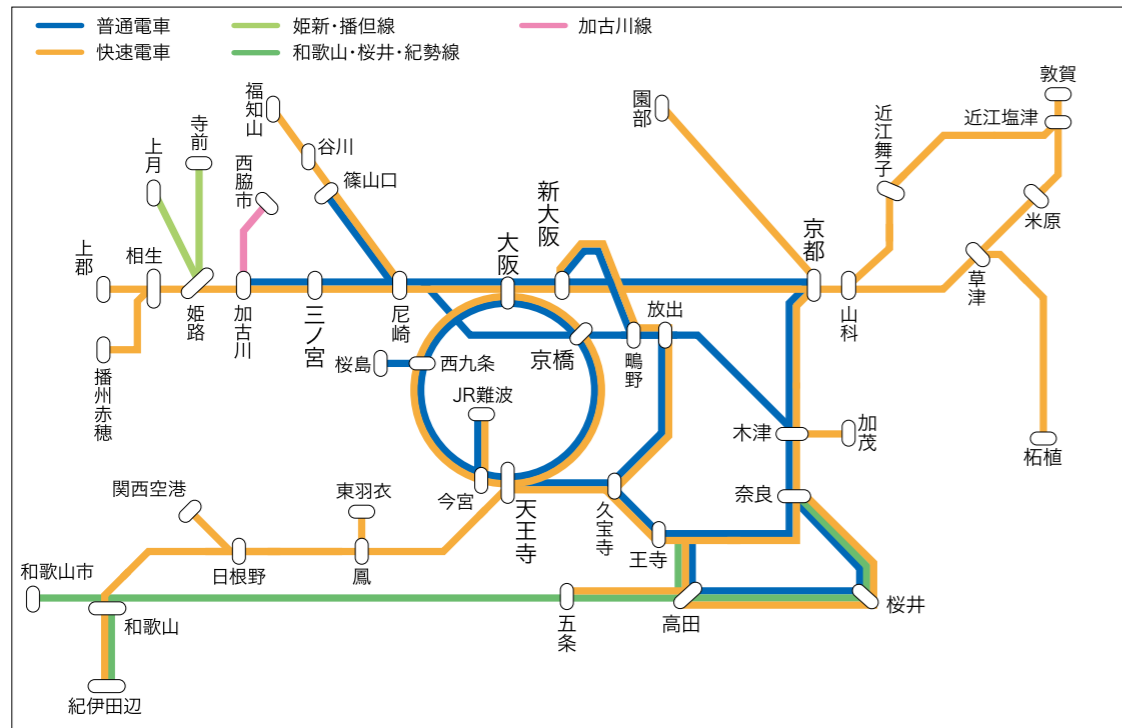 普通電車
姫新・播但線
加古川線
快速電車
和歌山・桜井・紀勢線
敦賀
福知山
園部
近江塩津
近江舞子
寺前
上月
谷川
西脇市
篠山口
新大阪
米原
京都
大阪
相生
上郡
草津
姫路
加古川
三ノ宮
尼崎
放出
山科
京橋
鴫野
桜島
西九条
播州赤穂
JR難波
木津
加茂
柘植
関西空港
東羽衣
今宮
天王寺
奈良
久宝寺
王寺
日根野
鳳
和歌山市
和歌山
五条
高田
桜井
紀伊田辺